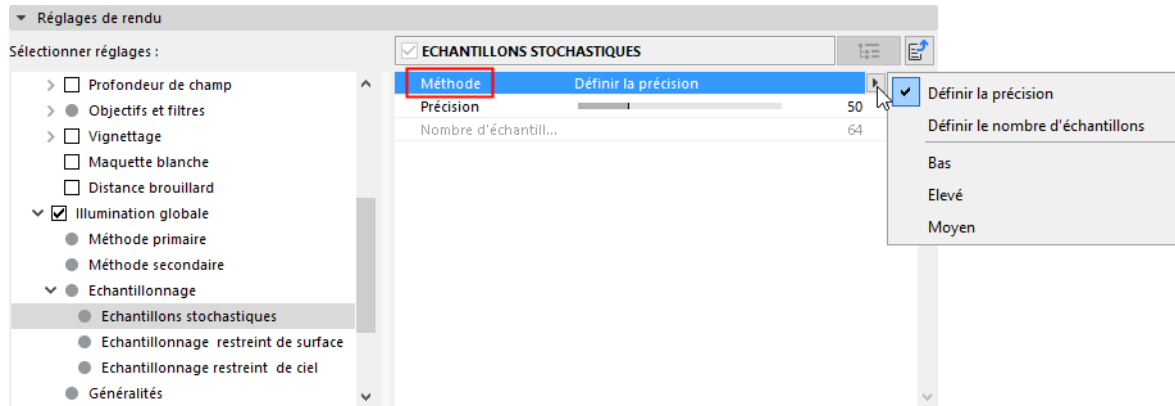 Réglages de rendu
Sélectionner réglages :
Profondeur de champ
Objectifs et filtres
Vignettage
Maquette blanche
Distance brouillard
Illumination globale
Méthode primaire
Méthode secondaire
Echantillonnage
Echantillons stochastiques
Echantillonnage restreint de surface
Echantillonnage restreint de ciel
Généralités
ECHANTILLONS STOCHASTIQUES
Méthode Définir la précision
Précision 50
Nombre d'échantill... 64
Définir la précision
Définir le nombre d'échantillons
Bas
Elevé
Moyen